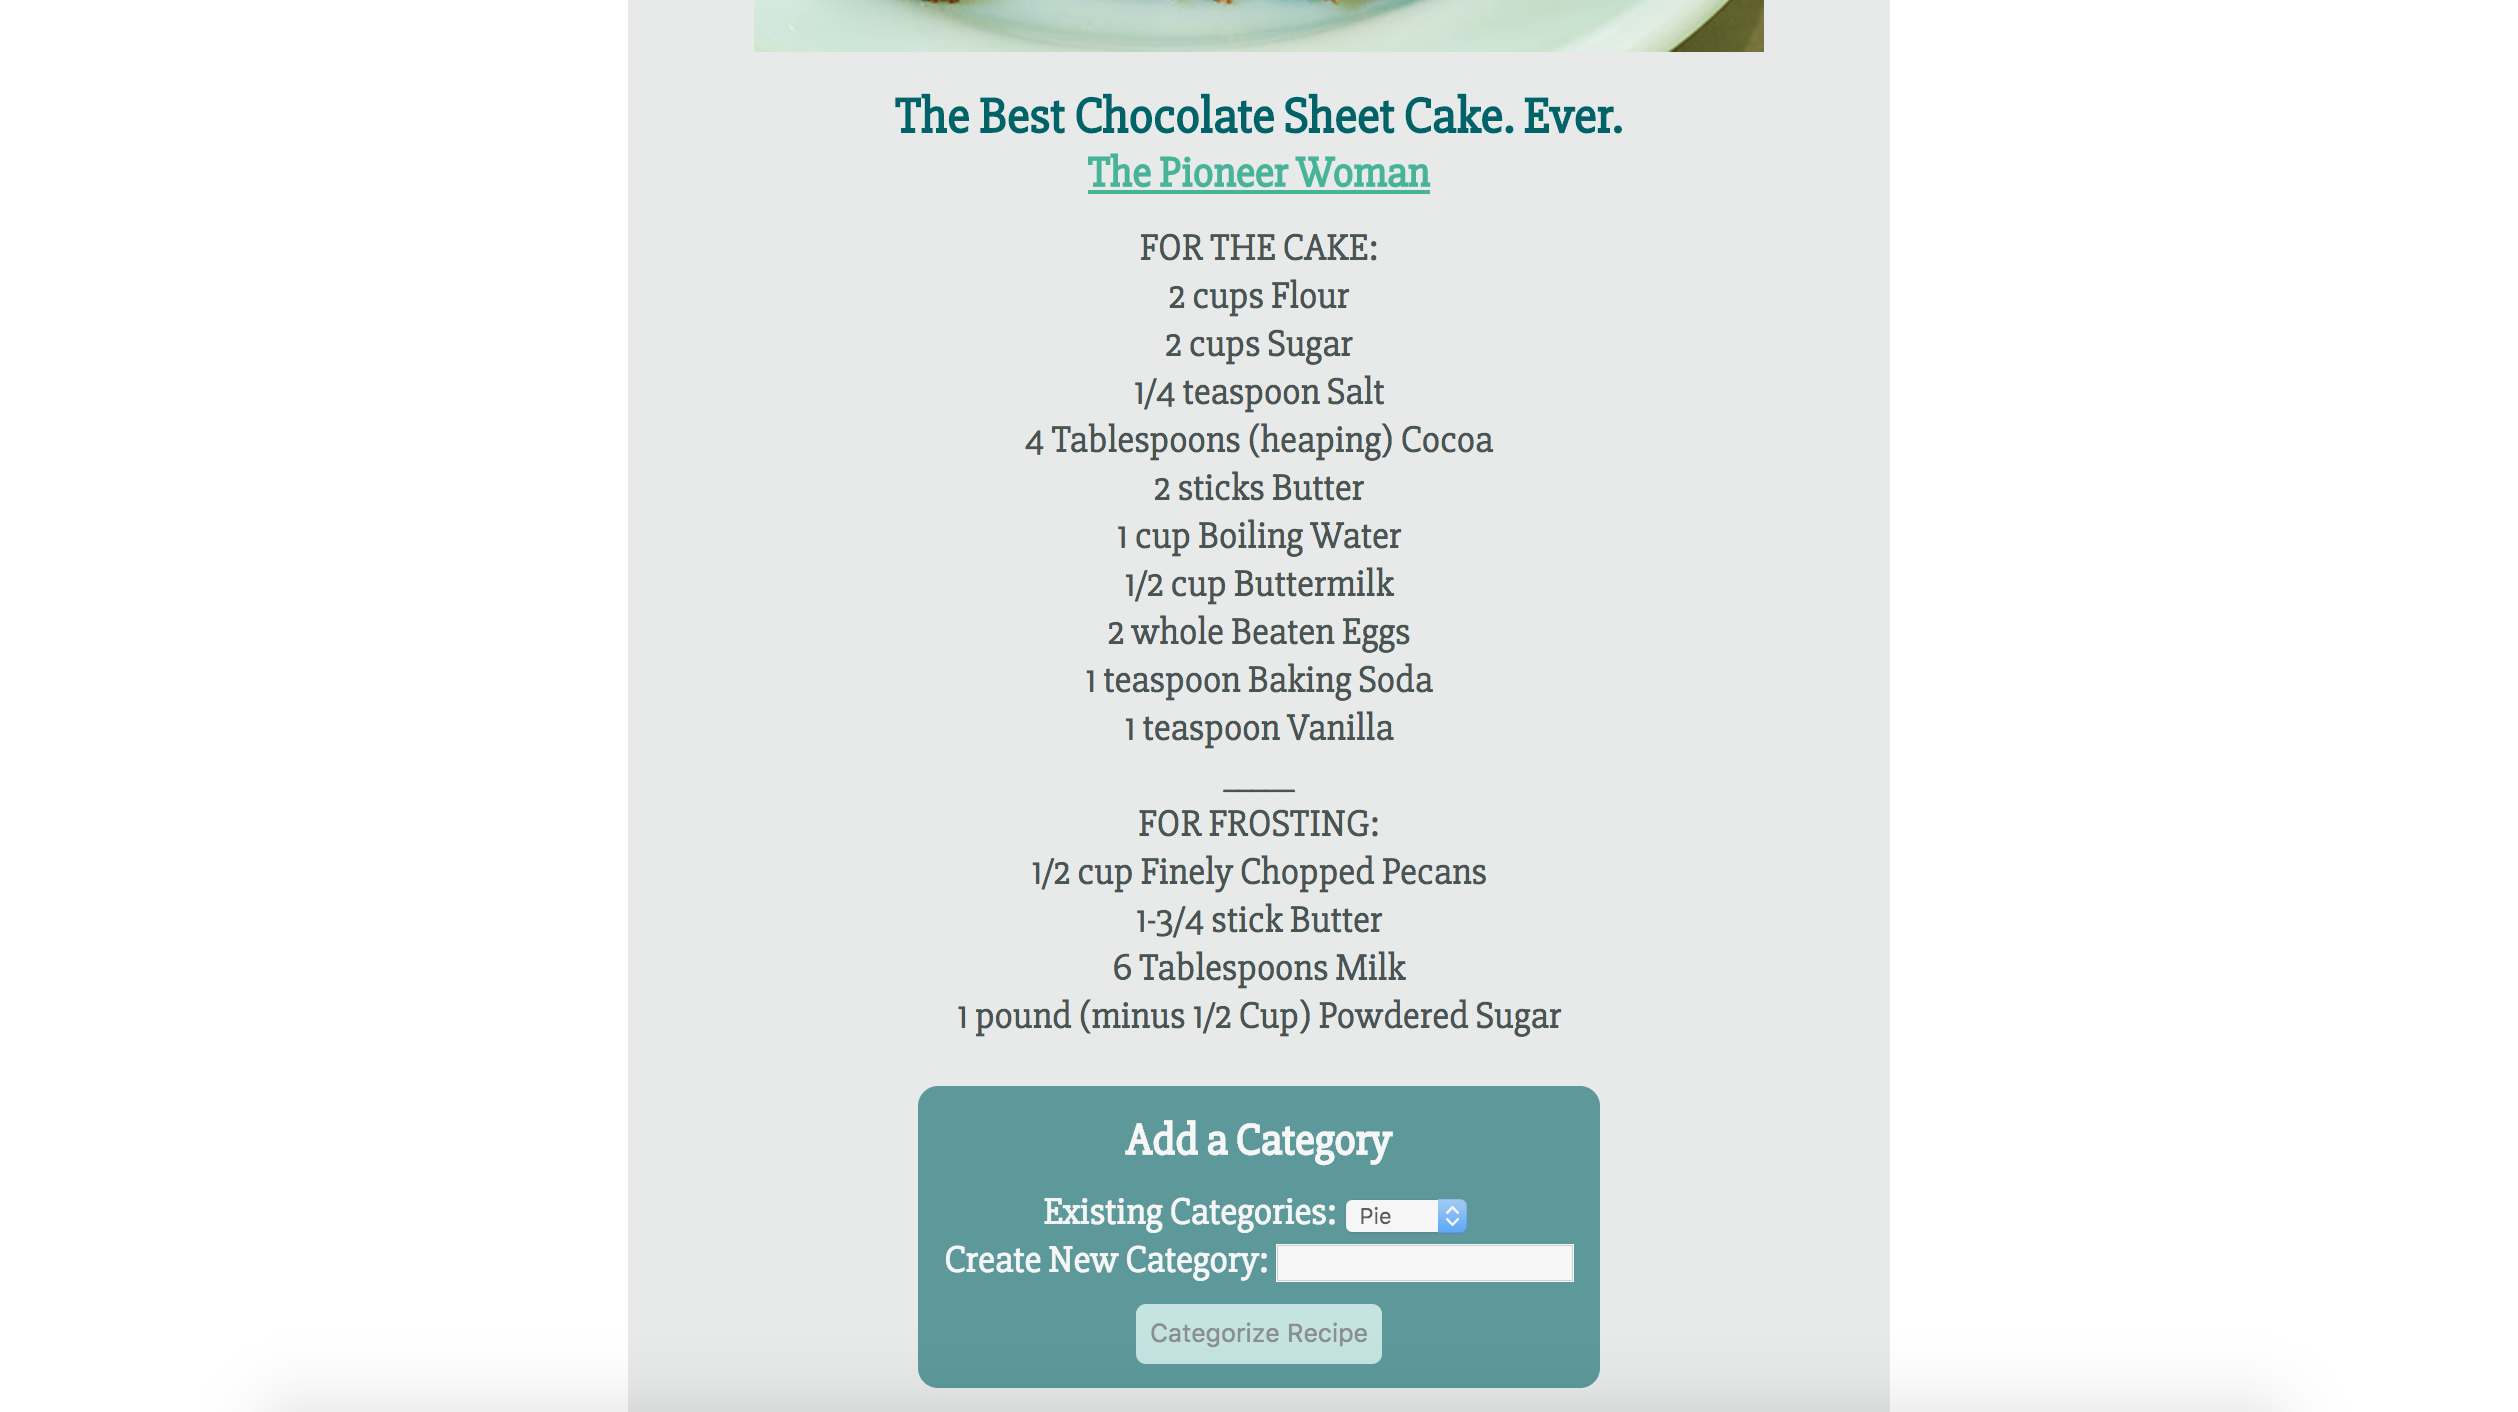 The Best Chocolate Sheet Cake. Ever.
The Pioneer Woman
FOR THE CAKE:
2 cups Flour
2 cups Sugar
1/4 teaspoon Salt
4 Tablespoons (heaping) Cocoa
2 sticks Butter
1 cup Boiling Water
1/2 cup Buttermilk
2 whole Beaten Eggs
1 teaspoon Baking Soda
1 teaspoon Vanilla
_____
FOR FROSTING:
1/2 cup Finely Chopped Pecans
1-3/4 stick Butter
6 Tablespoons Milk
1 pound (minus 1/2 Cup) Powdered Sugar
Add a Category
Existing Categories: Pie
Create New Category:
Categorize Recipe